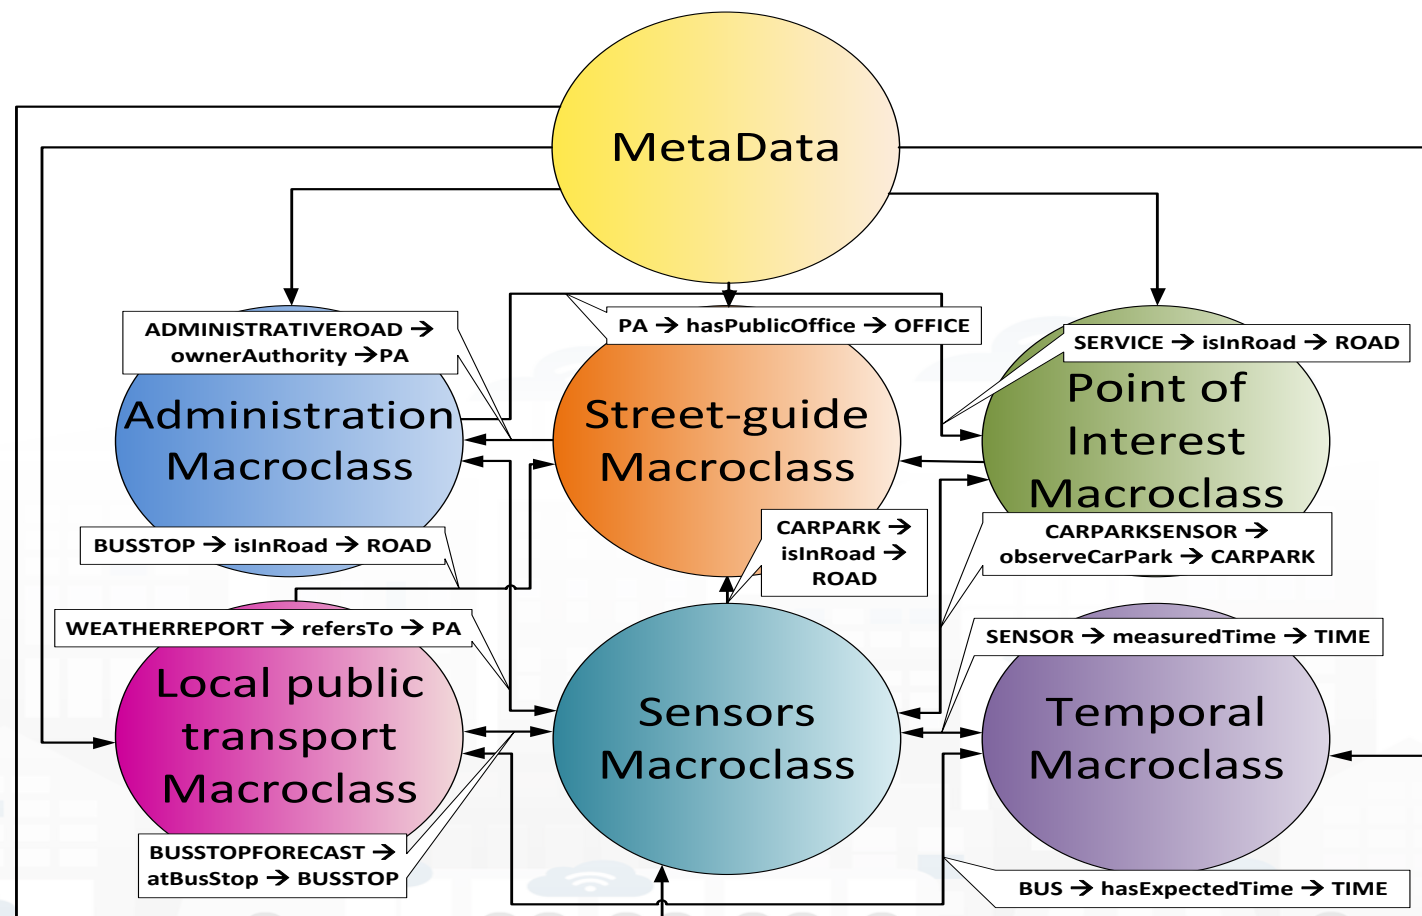 MetaData
ADMINISTRATIVEROAD →
ownerAuthority →PA
PA → hasPublicOffice → OFFICE
SERVICE → isInRoad → ROAD
Administration
Macroclass
Street-guide
Macroclass
Point of
Interest
Macroclass
BUSSTOP → isInRoad → ROAD
CARPARK →
isInRoad →
ROAD
CARPARKSENSOR →
observeCarPark → CARPARK
WEATHERREPORT → refersTo → PA
SENSOR → measuredTime → TIME
Local public
transport
Macroclass
Sensors
Macroclass
Temporal
Macroclass
BUSSTOPFORECAST →
atBusStop → BUSSTOP
BUS → hasExpectedTime → TIME